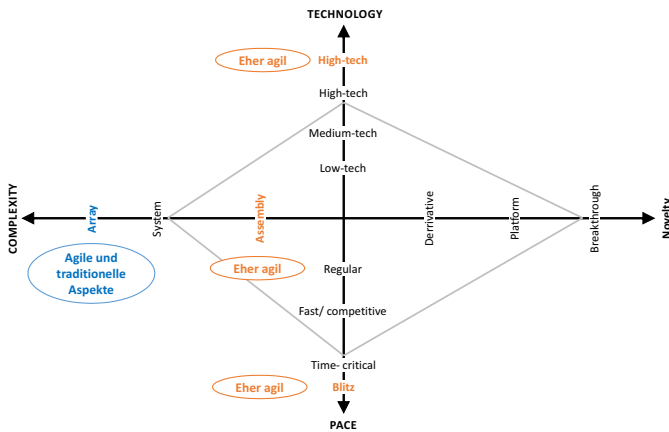 TECHNOLOGY
Eher agil
High-tech
High-tech
Medium-tech
Low-tech
COMPLEXITY
Array
System
Assembly
Derrivative
Platform
Breakthrough
Novelty
Agile und
traditionelle
Aspekte
Eher agil
Regular
Fast/ competitive
Time- critical
Eher agil
Blitz
PACE